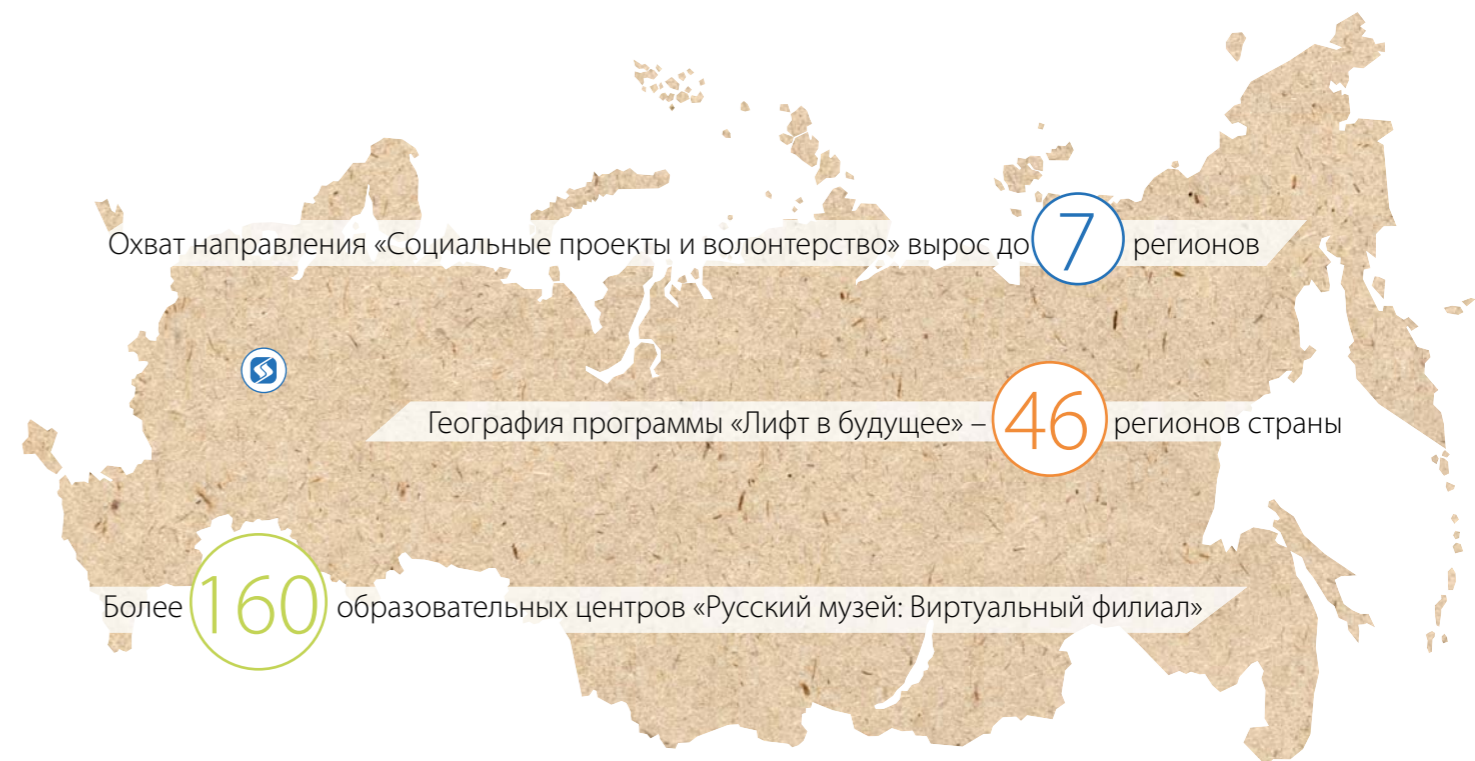 Охват направления «Социальные проекты и волонтерство» вырос до 7 регионов
География программы «Лифт в будущее» – 46 регионов страны
Более 160 образовательных центров «Русский музей: Виртуальный филиал»